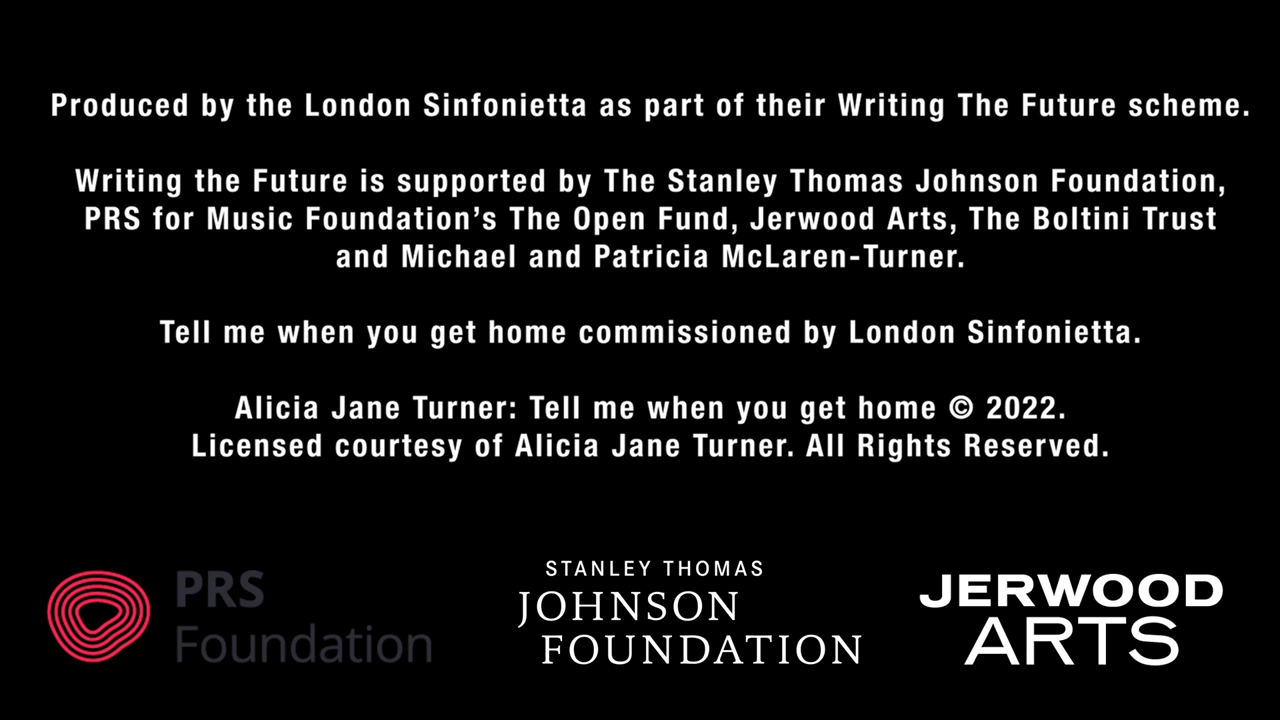 Produced by the London Sinfonietta as part of their Writing The Future scheme.
Writing the Future is supported by The Stanley Thomas Johnson Foundation,
PRS for Music Foundation’s The Open Fund, Jerwood Arts, The Boltini Trust
and Michael and Patricia McLaren-Turner.
Tell me when you get home commissioned by London Sinfonietta.
Alicia Jane Turner: Tell me when you get home © 2022.
Licensed courtesy of Alicia Jane Turner. All Rights Reserved.
PRS
Foundation
STANLEY THOMAS
JOHNSON
FOUNDATION
JERWOOD
ARTS